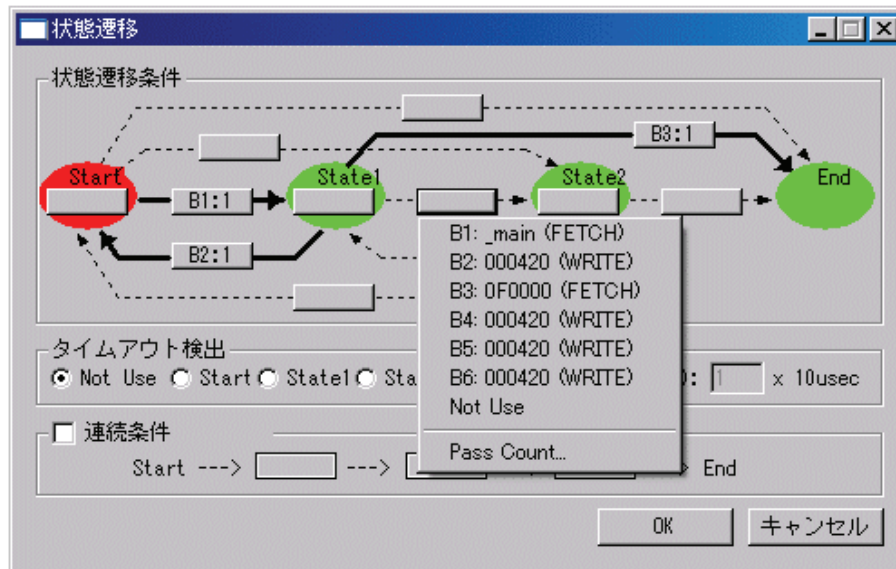 状態遷移
状態遷移条件
B3:1
Start
State1
State2
End
B1:1
B2:1
B1: _main (FETCH)
B2: 000420 (WRITE)
B3: 0F0000 (FETCH)
B4: 000420 (WRITE)
B5: 000420 (WRITE)
B6: 000420 (WRITE)
Not Use
Pass Count...
タイムアウト検出
Not Use Start State1 Sta : 1 x 10usec
連続条件
Start ---> ---> > End
OK キャンセル